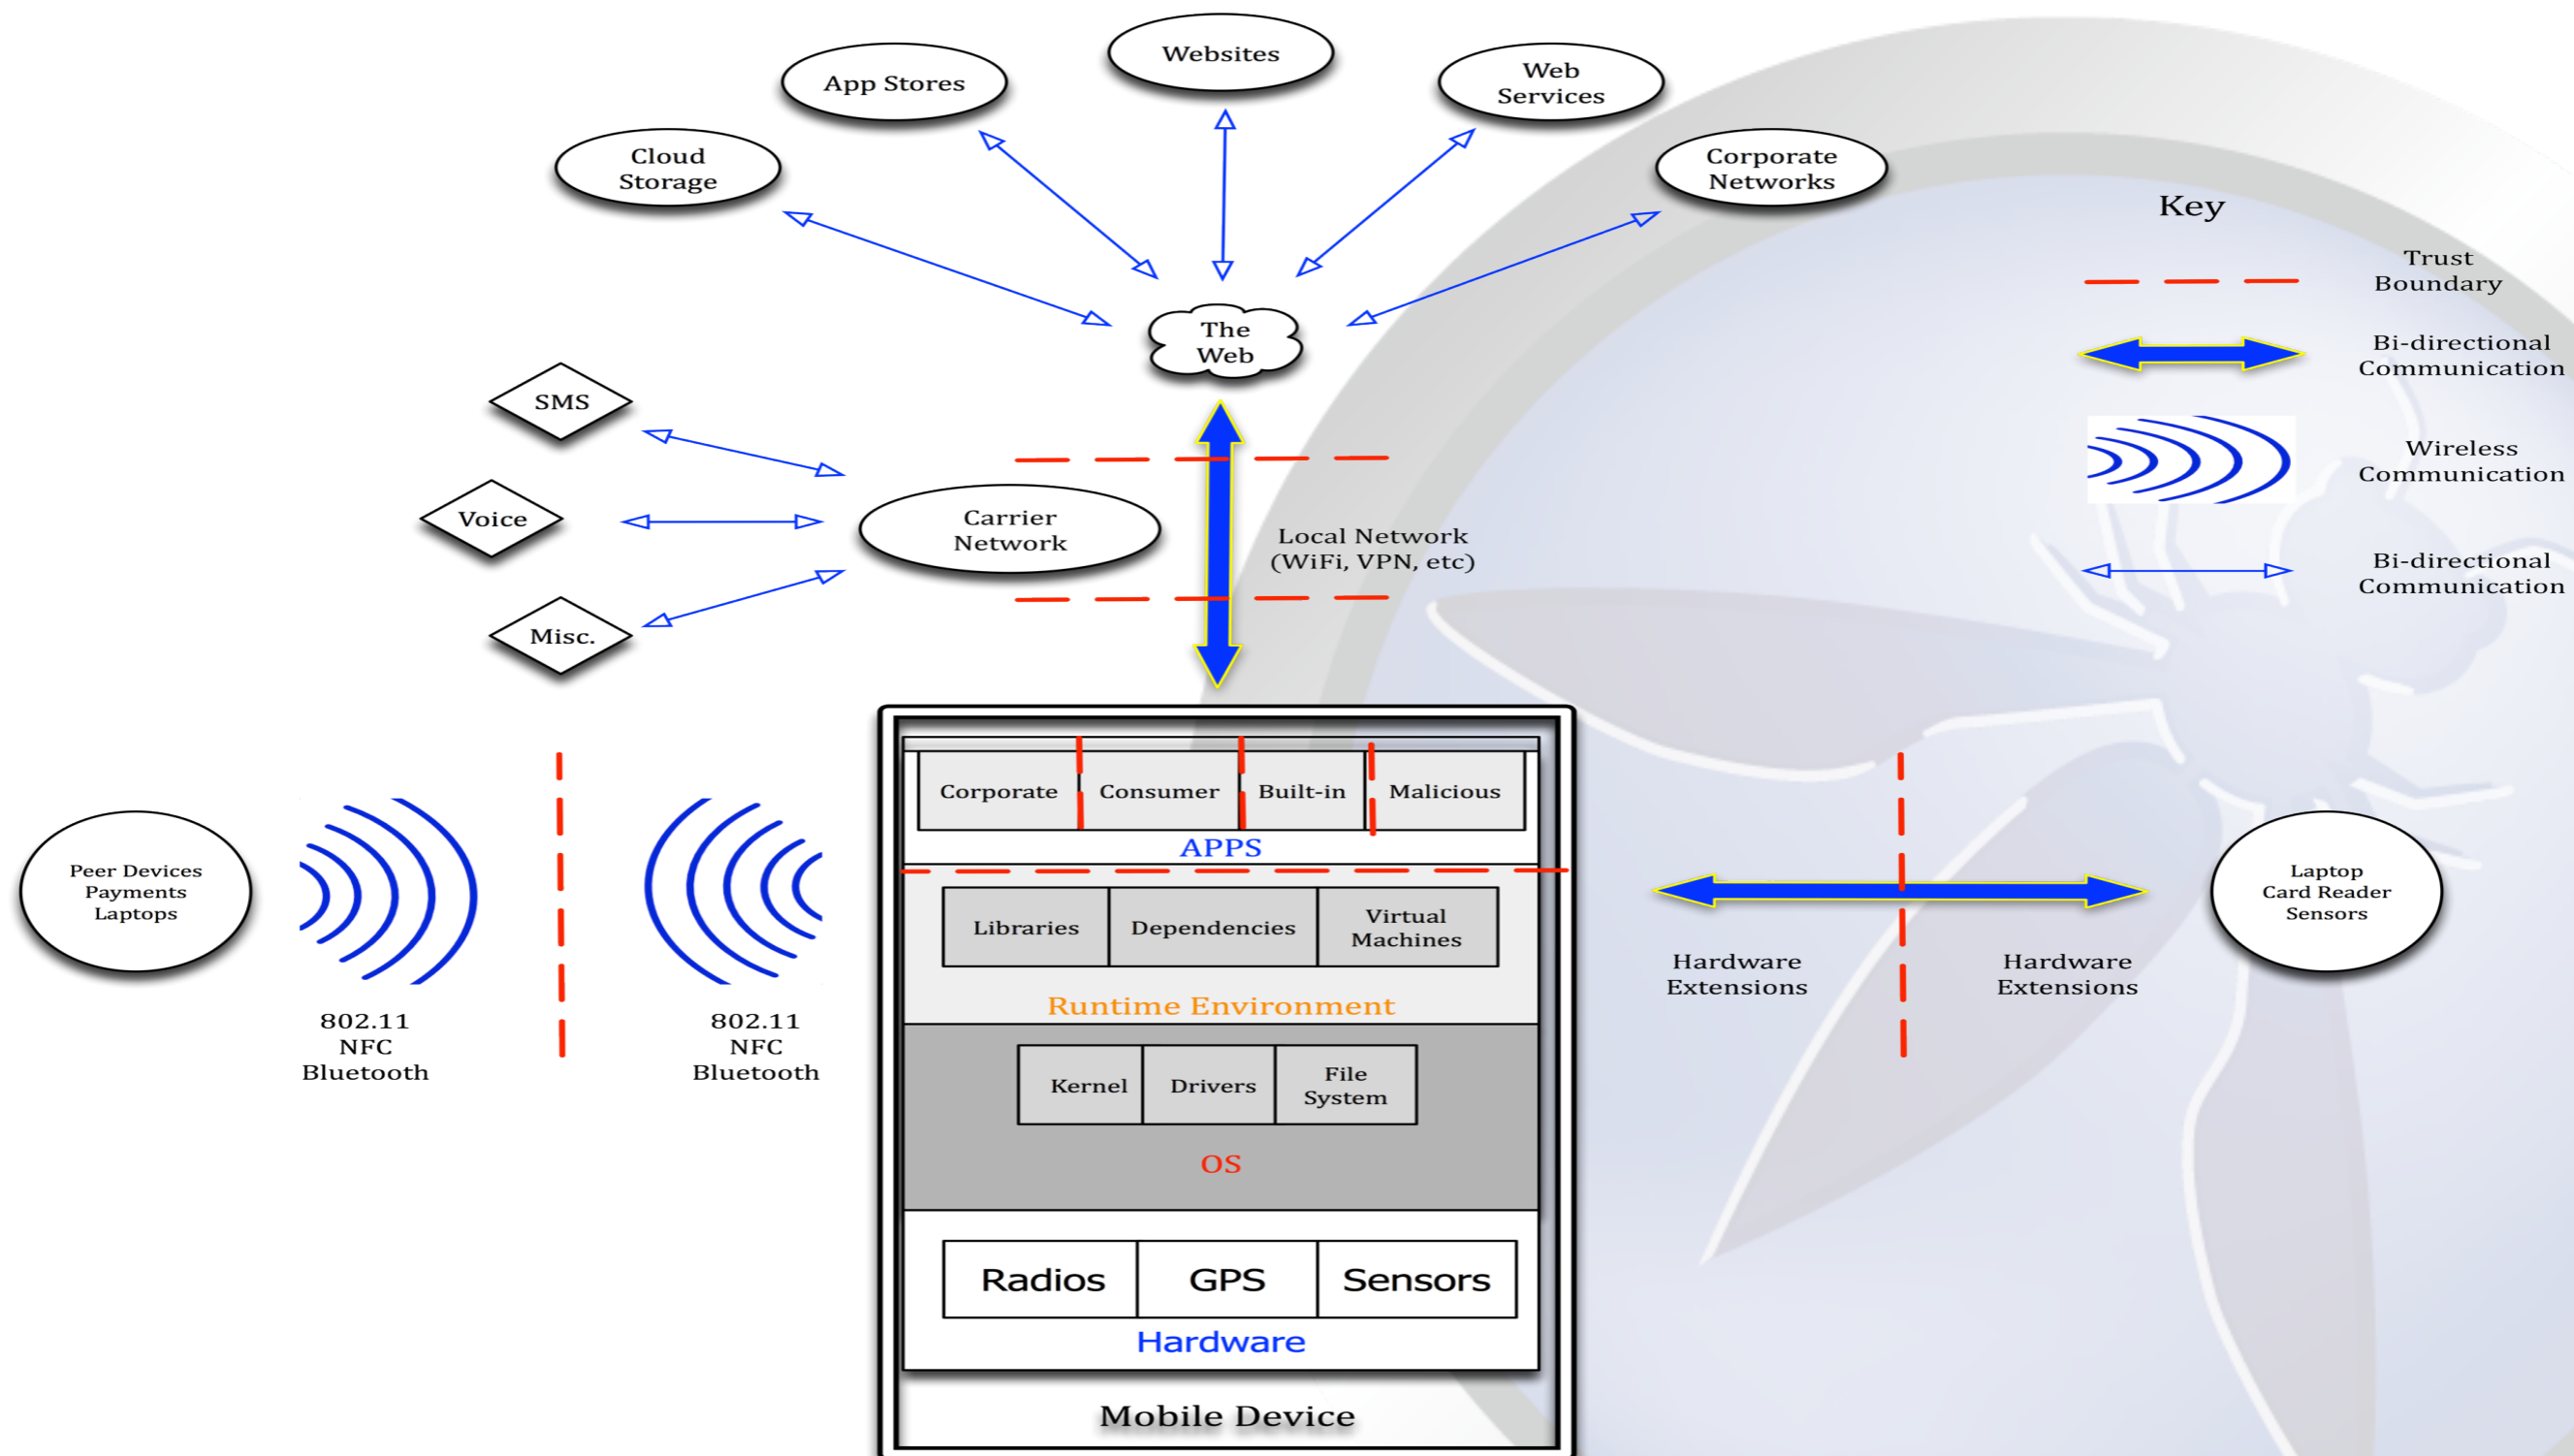 Websites
App Stores
Web
Services
Cloud
Storage
Corporate
Networks
Key
Trust
Boundary
The
Web
Bi-directional
Communication
SMS
Wireless
Communication
Voice
Carrier
Network
Local Network
(WiFi, VPN, etc)
Bi-directional
Communication
Misc.
Corporate
Consumer
Built-in
Malicious
APPS
Peer Devices
Payments
Laptops
802.11
NFC
Bluetooth
802.11
NFC
Bluetooth
Libraries
Dependencies
Virtual
Machines
Runtime Environment
Hardware
Extensions
Hardware
Extensions
Laptop
Card Reader
Sensors
Kernel
Drivers
File
System
OS
Radios
GPS
Sensors
Hardware
Mobile Device